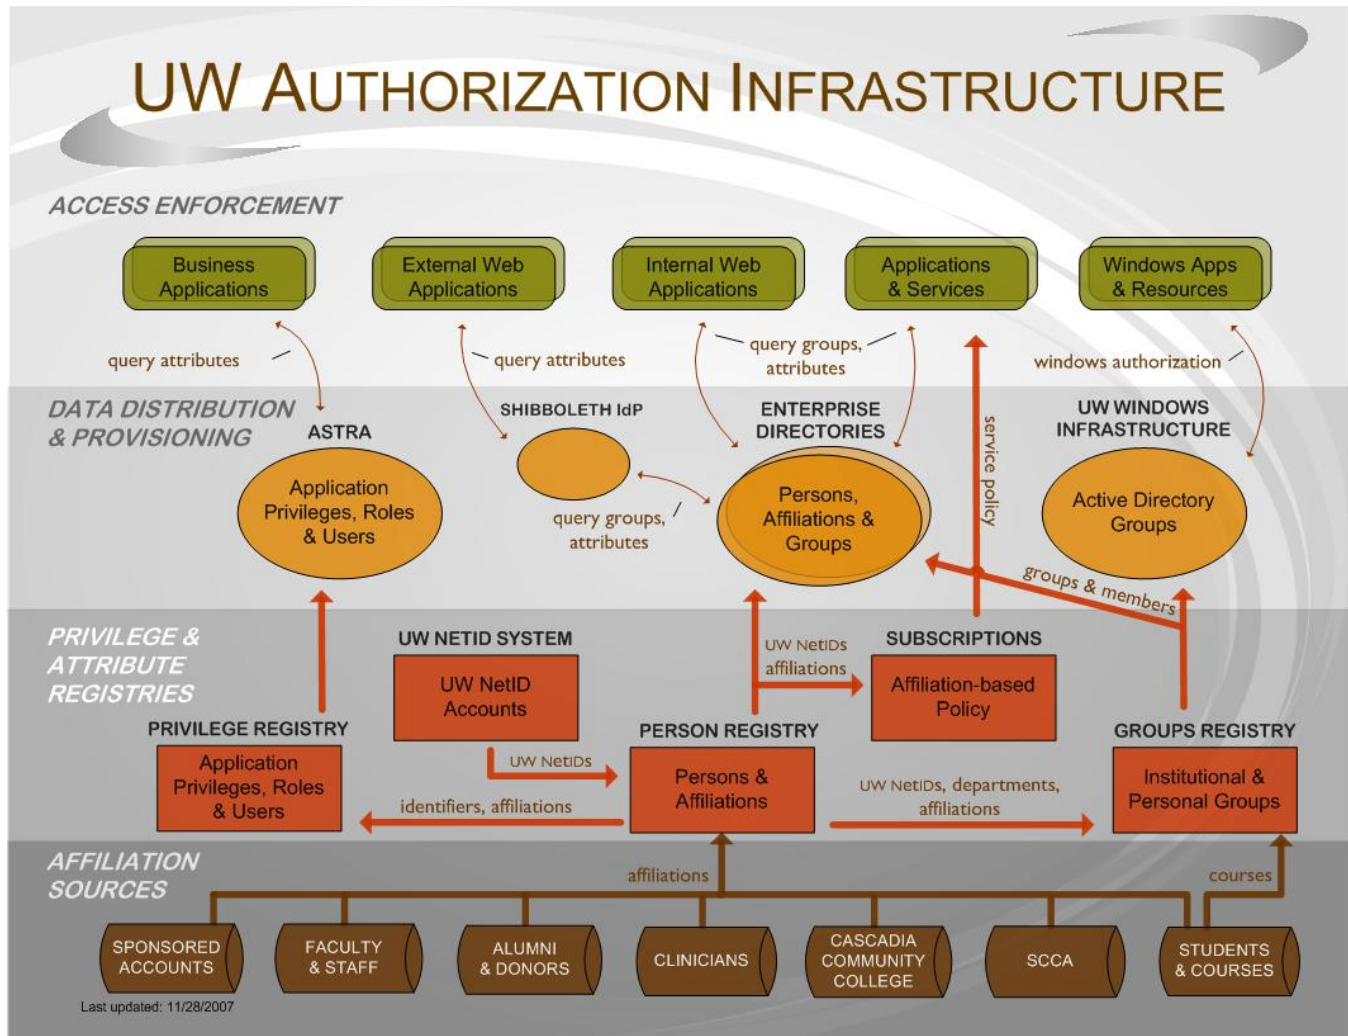 UW AUTHORIZATION INFRASTRUCTURE
ACCESS ENFORCEMENT
Business
Applications
External Web
Applications
Internal Web
Applications
Applications
& Services
Windows Apps
& Resources
query attributes
query attributes
query groups,
attributes
windows authorization
DATA DISTRIBUTION
& PROVISIONING
ASTRA
Application
Privileges, Roles
& Users
SHIBBOLETH IdP
query groups,
attributes
ENTERPRISE
DIRECTORIES
Persons,
Affiliations &
Groups
service policy
UW WINDOWS
INFRASTRUCTURE
Active Directory
Groups
groups & members
PRIVILEGE &
ATTRIBUTE
REGISTRIES
UW NETID SYSTEM
UW NetID
Accounts
UW NetIDs
affiliations
SUBSCRIPTIONS
Affiliation-based
Policy
PRIVILEGE REGISTRY
Application
Privileges, Roles
& Users
UW NetIDs
identifiers, affiliations
PERSON REGISTRY
Persons &
Affiliations
UW NetIDs, departments,
affiliations
GROUPS REGISTRY
Institutional &
Personal Groups
AFFILIATION
SOURCES
affiliations
courses
SPONSORED
ACCOUNTS
FACULTY
& STAFF
ALUMNI
& DONORS
CLINICIANS
CASCADIA
COMMUNITY
COLLEGE
SCCA
STUDENTS
& COURSES
Last updated: 11/28/2007